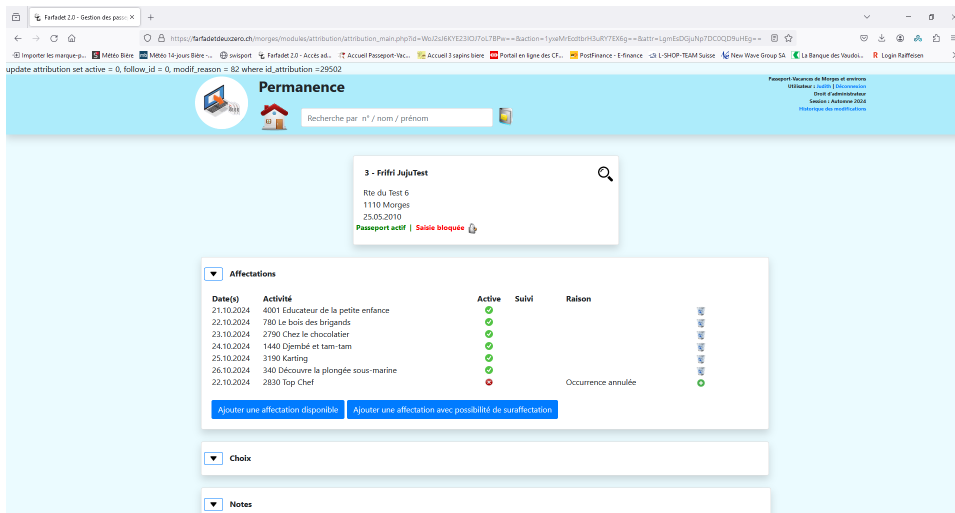 Farfadet 2.0 - Gestion des passe
https://farfadetdeuxzero.ch/morges/modules/attribution/attribution_main.php?id=
Importer les marque-p... Météo Bière Météo 14-jours Bière -... swisport Farfadet 2.0 - Accès ad... Accueil Passeport-Vac... Accueil 3 sapins biere Portail en ligne des CF... PostFinance - E-finance L-SHOP-TEAM Suisse New Wave Group SA La Banque des Vaudoi... Login Raiffeisen
update attribution set active = 0, follow_id = 0, modif_reason = 82 where id_attribution =29502
Permanence
Recherche par n° / nom / prénom
Passeport-Vacances de Morges et environs
Utilisateur : Judith | Déconnexion
Droit d'administrateur
Session : Automne 2024
Historique des modifications
3 - Frifri JujuTest
Rte du Test 6
1110 Morges
25.05.2010
Passeport actif | Saisie bloquée
Affectations
Date(s) Activité Active Suivi Raison
21.10.2024 4001 Educateur de la petite enfance
22.10.2024 780 Le bois des brigands
23.10.2024 2790 Chez le chocolatier
24.10.2024 1440 Djembé et tam-tam
25.10.2024 3190 Karting
26.10.2024 340 Découvre la plongée sous-marine
22.10.2024 2830 Top Chef Occurrence annulée
Ajouter une affectation disponible Ajouter une affectation avec possibilité de suraffectation
Choix
Notes